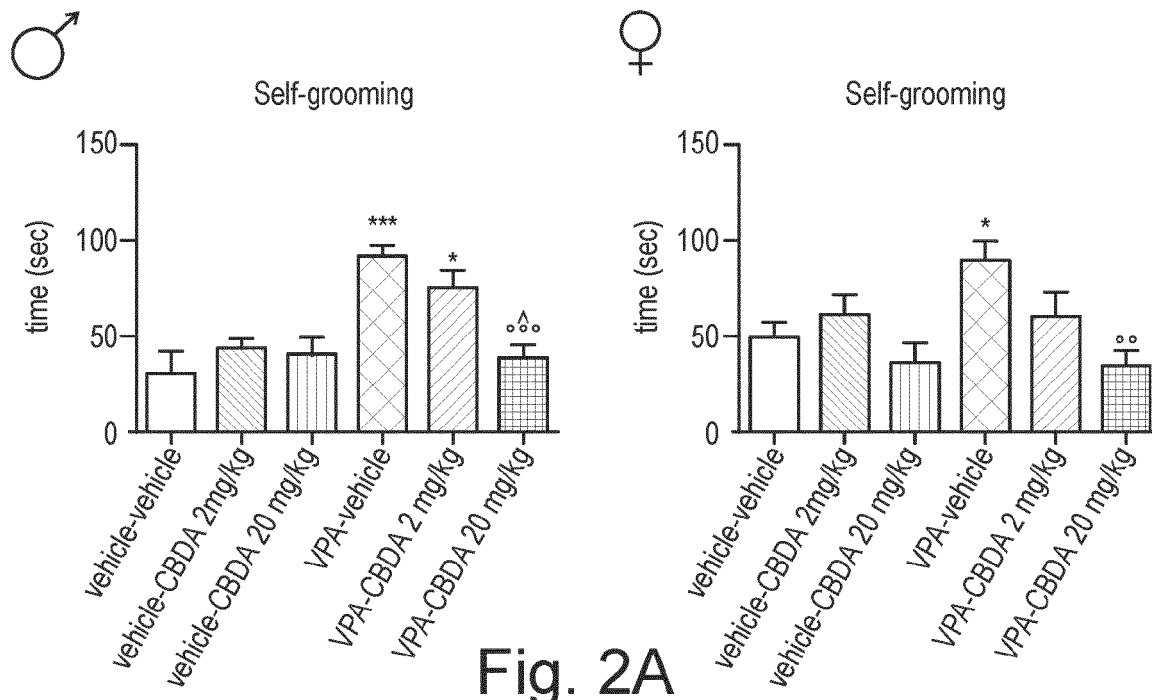 Self-grooming
150
100
50
0
time (sec)
***
*
^
°°°
vehicle-vehicle
vehicle-CBDA 2mg/kg
vehicle-CBDA 20 mg/kg
VPA-vehicle
VPA-CBDA 2 mg/kg
VPA-CBDA 20 mg/kg
Self-grooming
150
100
50
0
time (sec)
*
°°
vehicle-vehicle
vehicle-CBDA 2mg/kg
vehicle-CBDA 20 mg/kg
VPA-vehicle
VPA-CBDA 2 mg/kg
VPA-CBDA 20 mg/kg
Fig. 2A